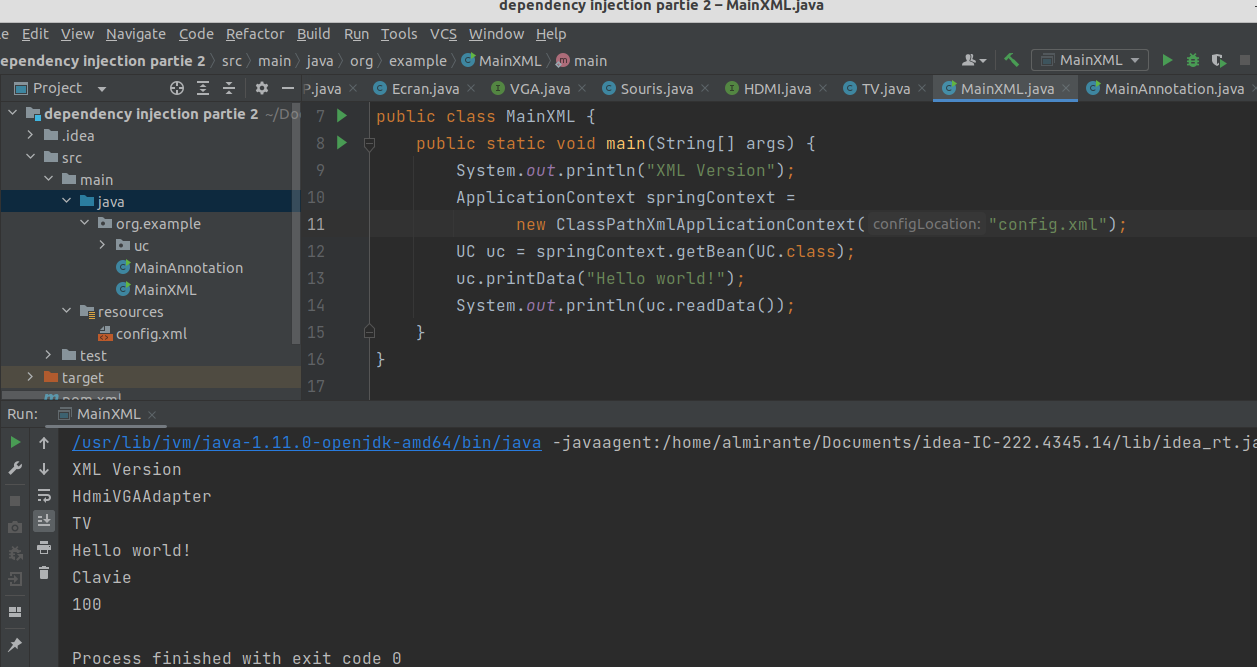 dependency injection partie 2 – MainXML.java
e Edit View Navigate Code Refactor Build Run Tools VCS Window Help
ependency injection partie 2 src main java org example MainXML main
MainXML
Project
P.java Ecran.java VGA.java Souris.java HDMI.java TV.java MainXML.java MainAnnotation.java
dependency injection partie 2 ~/Do
.idea
src
main
java
org.example
uc
MainAnnotation
MainXML
resources
config.xml
test
target
pom.xml
7 public class MainXML {
8 public static void main(String[] args) {
9 System.out.println("XML Version");
10 ApplicationContext springContext =
11 new ClassPathXmlApplicationContext( configLocation: "config.xml");
12 UC uc = springContext.getBean(UC.class);
13 uc.printData("Hello world!");
14 System.out.println(uc.readData());
15 }
16 }
17
Run: MainXML
/usr/lib/jvm/java-1.11.0-openjdk-amd64/bin/java -javaagent:/home/almirante/Documents/idea-IC-222.4345.14/lib/idea_rt.ja
XML Version
HdmiVGAAdapter
TV
Hello world!
Clavie
100
Process finished with exit code 0